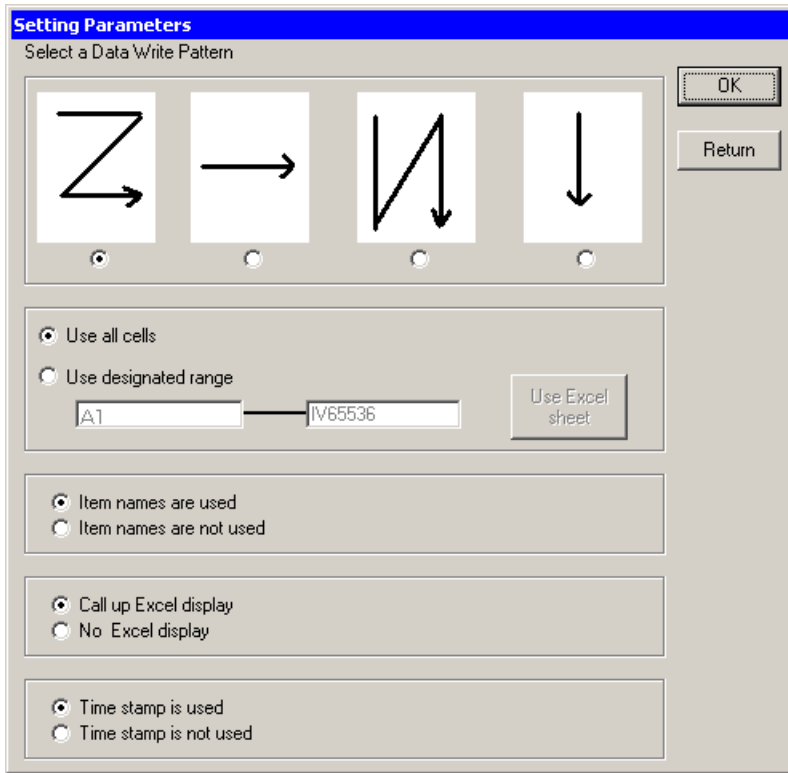 Setting Parameters
Select a Data Write Pattern
OK
Return
Use all cells
Use designated range
A1
IV65536
Use Excel
sheet
Item names are used
Item names are not used
Call up Excel display
No  Excel display
Time stamp is used
Time stamp is not used